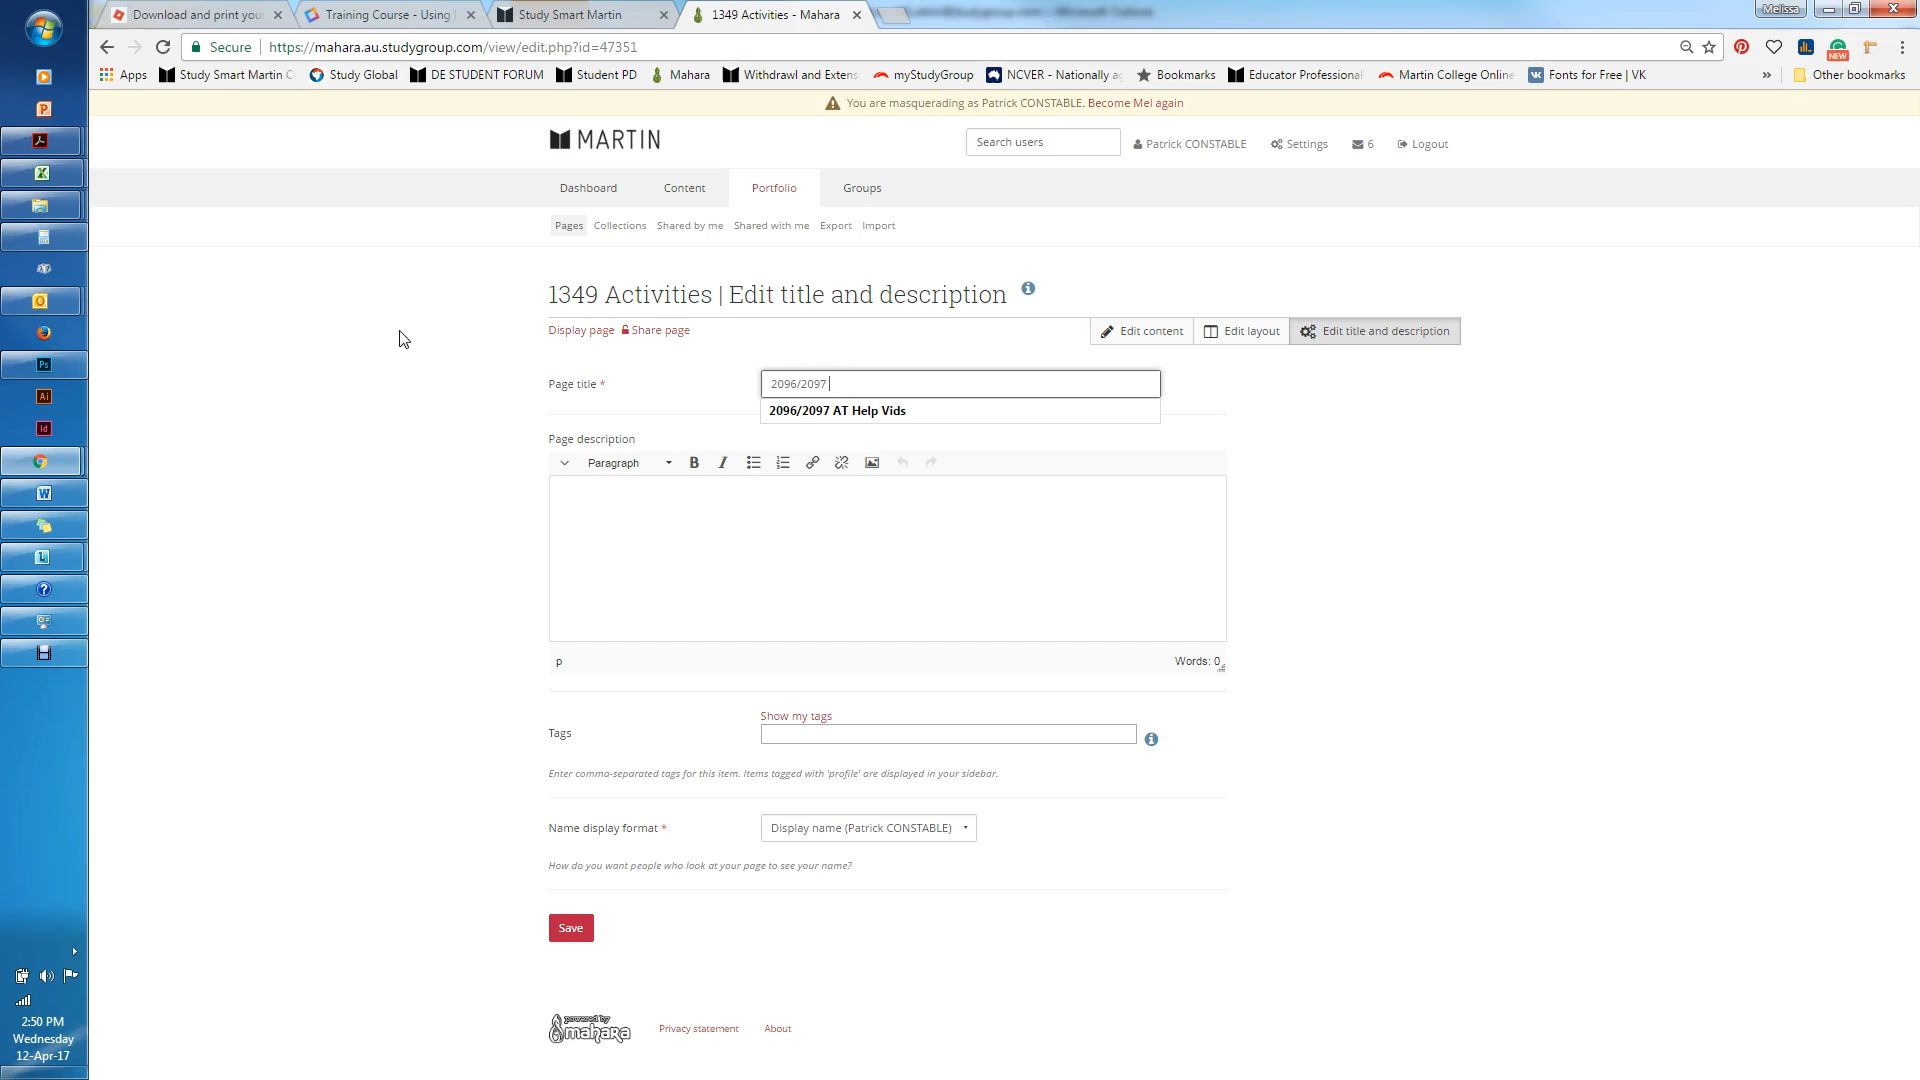 Download and print you
Training Course - Using
Study Smart Martin
1349 Activities - Mahara
Melissa
Secure
https://mahara.au.studygroup.com/view/edit.php?id=47351
NEW
Apps
Study Smart Martin C
Study Global
DE STUDENT FORUM
Student PD
Mahara
Withdrawl and Extens
myStudyGroup
NCVER - Nationally a
Bookmarks
Educator Professional
Martin College Online
Fonts for Free | VK
»
Other bookmarks
You are masquerading as Patrick CONSTABLE. Become Mel again
MARTIN
Search users
Patrick CONSTABLE
Settings
6
Logout
Dashboard
Content
Portfolio
Groups
Pages
Collections
Shared by me
Shared with me
Export
Import
1349 Activities | Edit title and description
Display page
Share page
Edit content
Edit layout
Edit title and description
Page title *
2096/2097
2096/2097 AT Help Vids
Page description
Paragraph
B
I
p
Words: 0
Show my tags
Tags
Enter comma-separated tags for this item. Items tagged with 'profile' are displayed in your sidebar.
Name display format *
Display name (Patrick CONSTABLE)
How do you want people who look at your page to see your name?
Save
powered by
mahara
Privacy statement
About
Ps
Ai
Id
W
2:50 PM
Wednesday
12-Apr-17